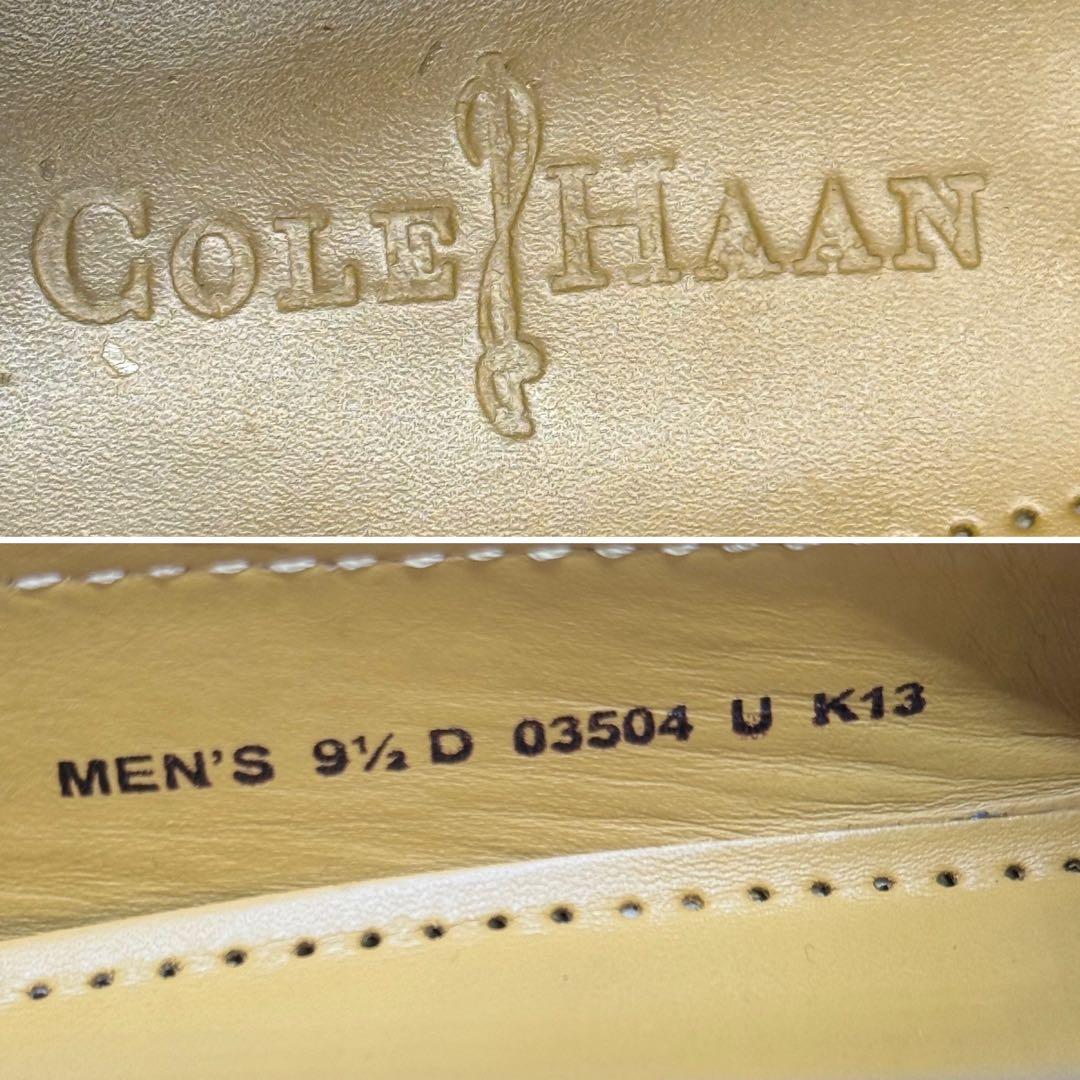 COLE HAAN
MEN'S 9½ D 03504 U K13